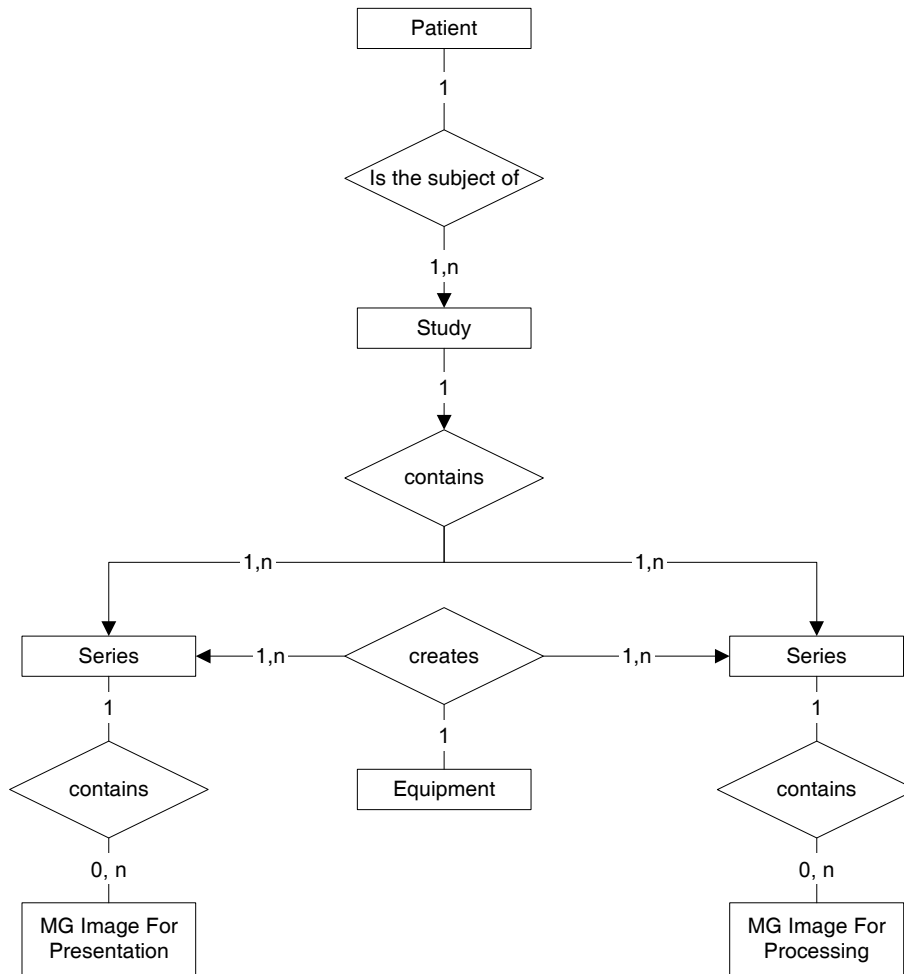 Patient
1
Is the subject of
1,n
Study
1
contains
1,n
1,n
Series
1,n
creates
1,n
Series
1
1
1
contains
Equipment
contains
0, n
0, n
MG Image For
Presentation
MG Image For
Processing